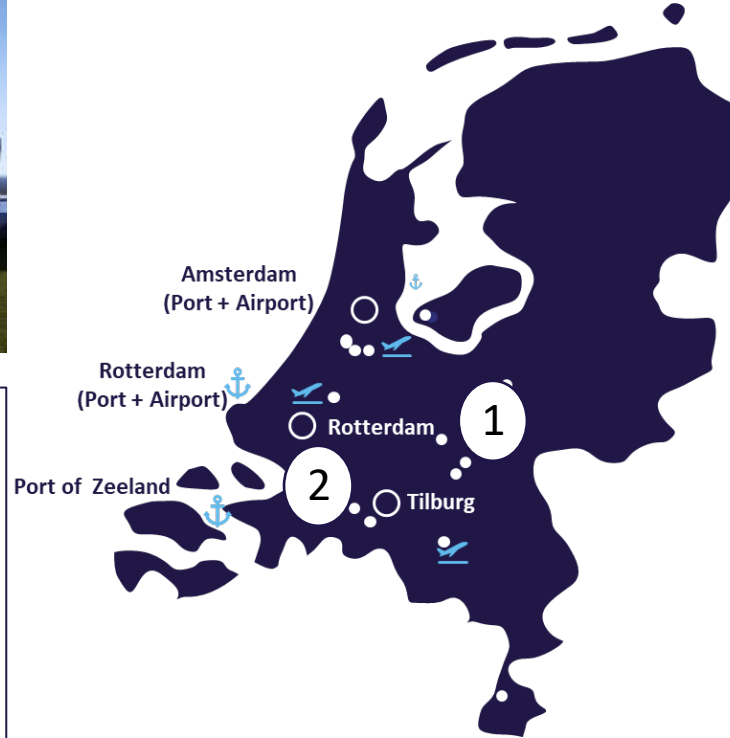 Amsterdam
(Port + Airport)
Rotterdam
(Port + Airport)
1
Rotterdam
Port of Zeeland
2
Tilburg